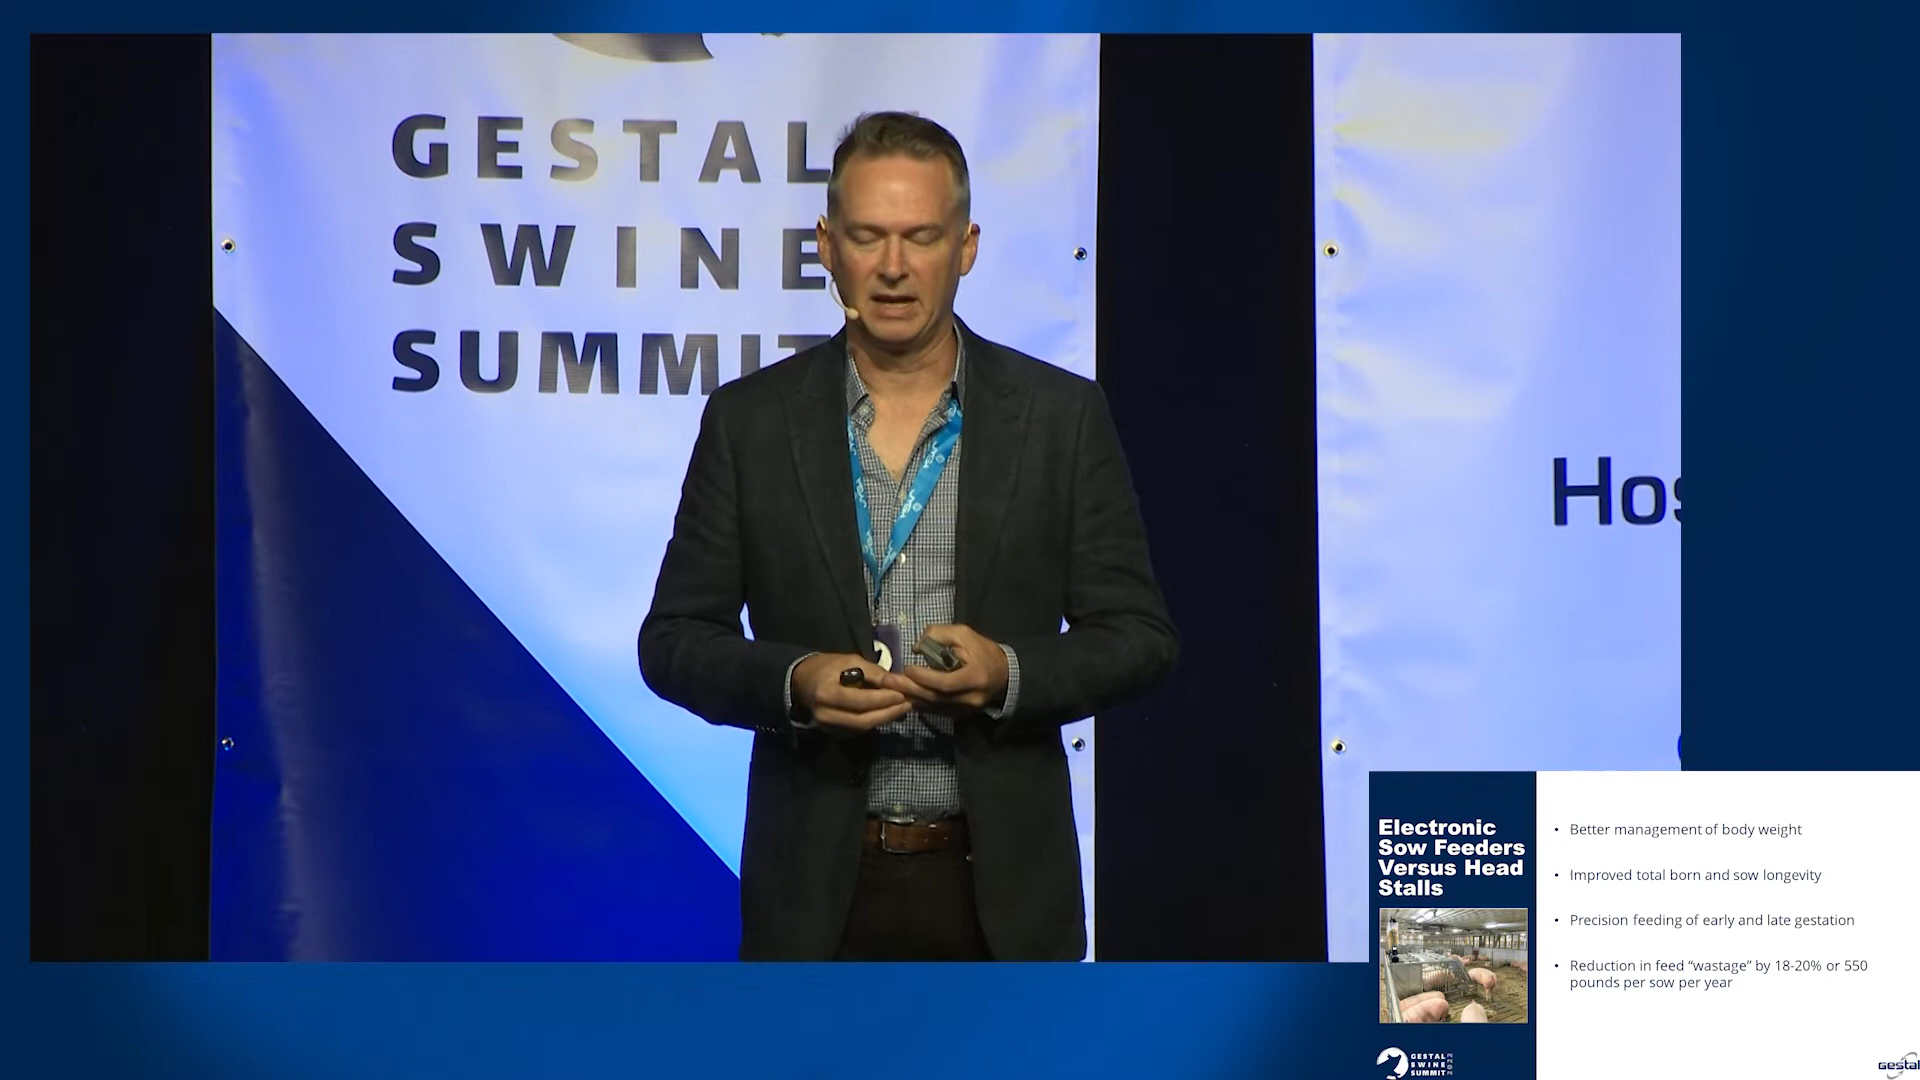 GESTAL
SWINE
SUMMIT
Electronic
Sow Feeders
Versus Head
Stalls
• Better management of body weight
• Improved total born and sow longevity
• Precision feeding of early and late gestation
• Reduction in feed “wastage” by 18-20% or 550
pounds per sow per year
GESTAL
SWINE
SUMMIT
Gestal